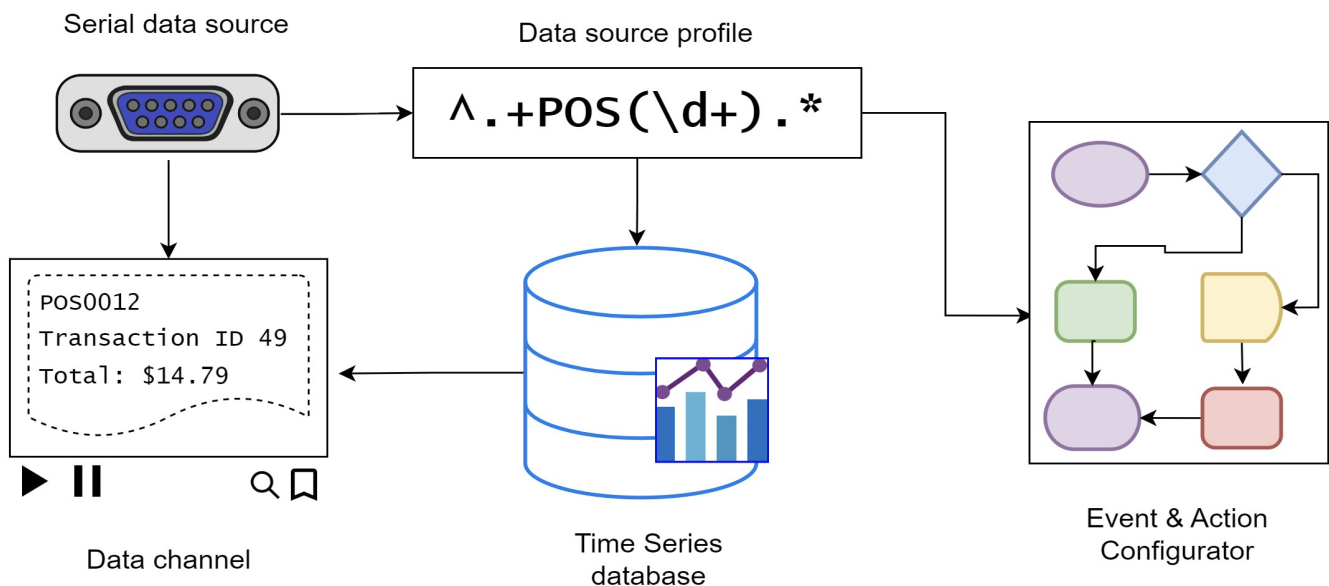 Serial data source
Data source profile
^.+POS(\d+).*
POS0012
Transaction ID 49
Total: $14.79
Data channel
Time Series
database
Event & Action
Configurator